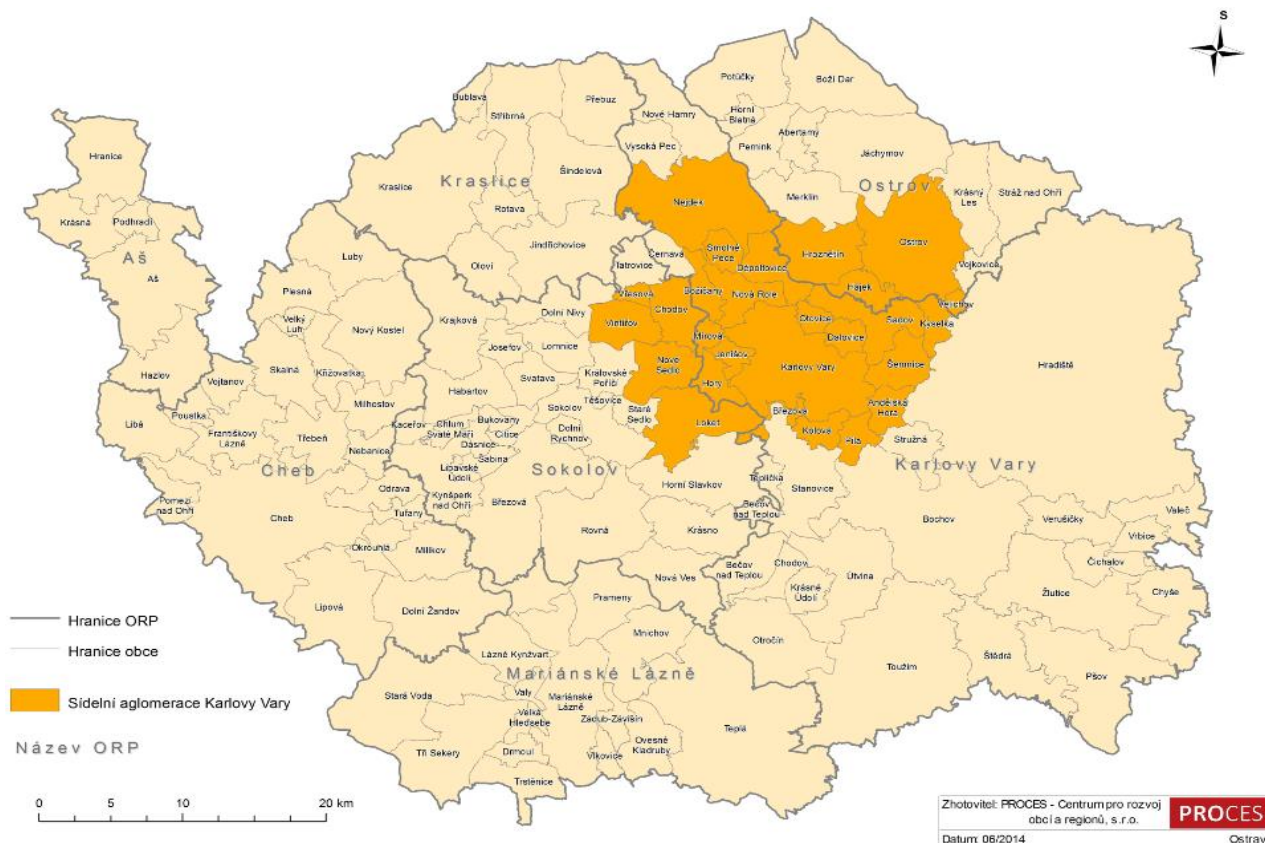 S
Potůčky
Boží Dar
Bublava
Stříbrná
Přebuz
Nové Hamry
Horní
Blatná
Abertamy
Pernink
Vysoká Pec
Jáchymov
Hranice
Kraslice
Kraslice
Šindelová
Merklín
Ostrov
Krásný
Les
Stráž nad Ohří
Nejdek
Rotava
Krásná
Podhradí
Aš
Aš
Jindřichovice
Hroznětín
Ostrov
Smolné
Pece
Černava
Oloví
Luby
Tatrovice
Děpoltovice
Vojkovice
Plesná
Hájek
Božičany
Nová Role
Vřesová
Velichov
Velký
Luh
Nový Kostel
Krajková
Dolní Nivy
Chodov
Vintířov
Otovice
Sadov
Kyselka
Mírová
Dalovice
Josefov
Lomnice
Jenišov
Nové
Sedlo
Karlovy Vary
Šemnice
Hradiště
Hazlov
Vojtanov
Skalná
Křižovatka
Královské
Poříčí
Svatava
Habartov
Hory
Těšovice
Milhostov
Andělská
Hora
Libá
Poustka
Sokolov
Stará
Sedlo
Březová
Loket
Kolová
Pila
Stružná
Kaceřov
Chlum
Svaté Maří
Bukovany
Citice
Dasnice
Dolní
Rychnov
Františkovy
Lázně
Třebeň
Nebanice
Šabina
Cheb
Libavské
Údolí
Sokolov
Karlovy Vary
Horní Slavkov
Teplička
Stanovice
Odrava
Kynšperk
nad Ohří
Březová
Pomezí
nad Ohří
Cheb
Tuřany
Bečov
nad Teplou
Bochov
Verušičky
Valeč
Rovná
Krásno
Vrbice
Okrouhlá
Milíkov
Čichalov
Nová Ves
Bečov
nad Teplou
Chodov
Útvina
Krásné
Údolí
Žlutice
Chyše
Lipová
Dolní Žandov
Prameny
Mnichov
Otročín
Toužim
Štědrá
Pšov
Lázně Kynžvart
Mariánské Lázně
Stará Voda
Valy
Mariánské
Lázně
Velká
Hleďsebe
Zádub-Závišín
Teplá
Tři Sekery
Drmoul
Vlkovice
Ovesné
Kladruby
Trstěnice
Hranice ORP
Hranice obce
Sídelní aglomerace Karlovy Vary
Název ORP
0 5 10 20 km
Zhotovitel: PROCES - Centrum pro rozvoj
obcí a regionů, s.r.o.
PROCES
Datum: 06/2014
Ostrav